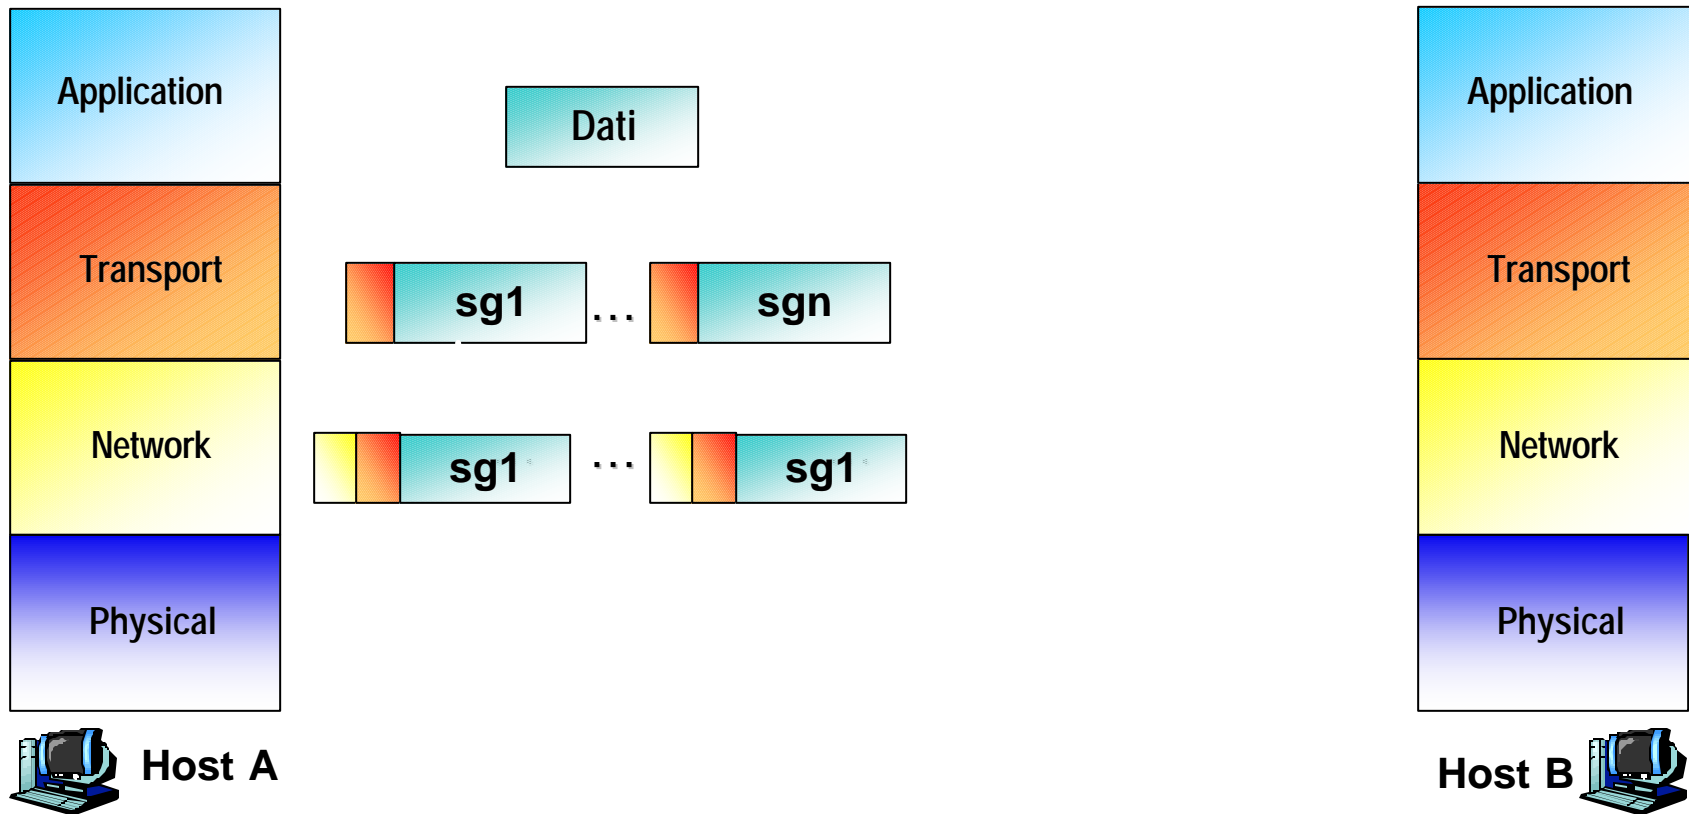 Application
Dati
Application
Transport
sg1 ... sgn
Transport
Network
sg1 ... sg1
Network
Physical
Physical
Host A
Host B